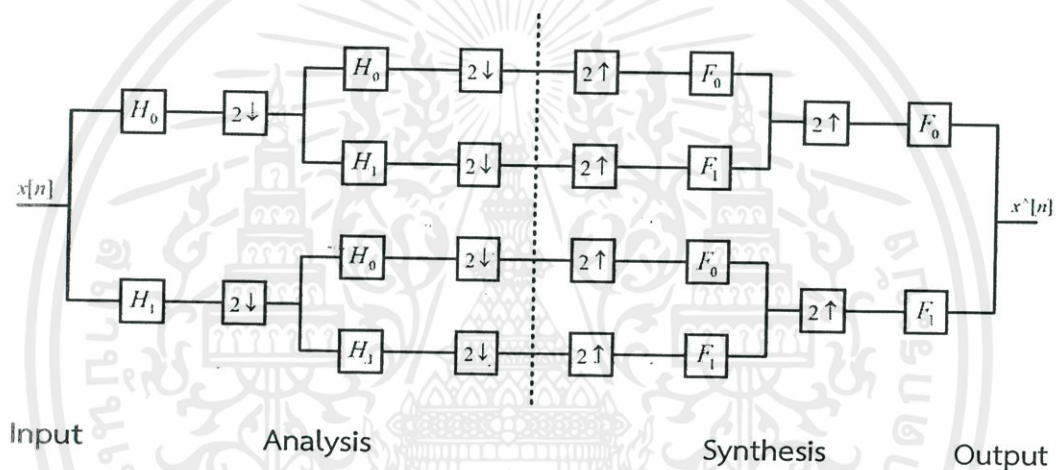 H₀ 2↓ 2↑ F₀
H₀ 2↓ 2↑ F₀
H₁ 2↓ 2↑ F₁
x[n] x^[n]
H₀ 2↓ 2↑ F₀
H₁ 2↓ 2↑ F₁
H₁ 2↓ 2↑ F₁
Input Analysis Synthesis Output